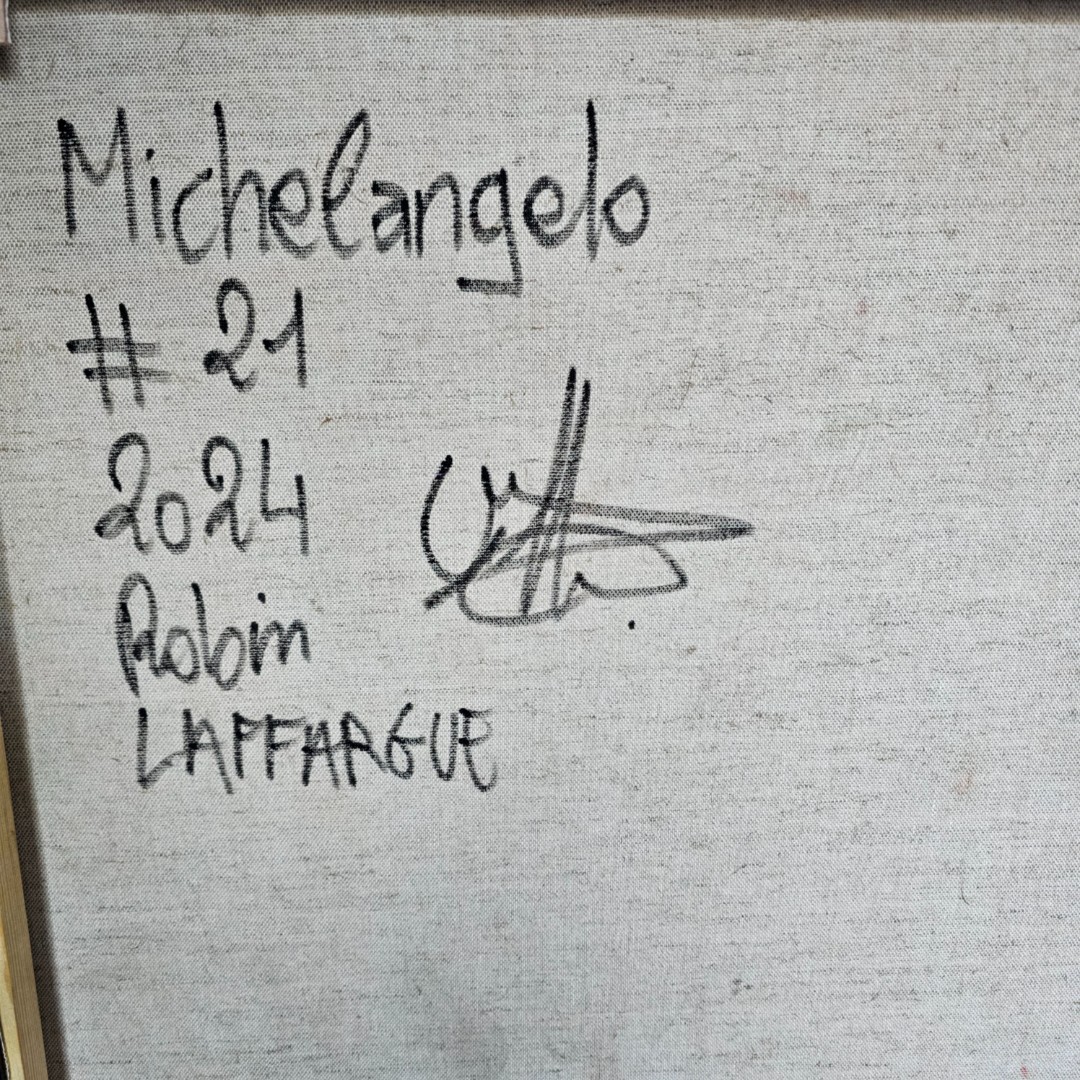 Michelangelo
# 21
2024
Robin
LAFFARGUE